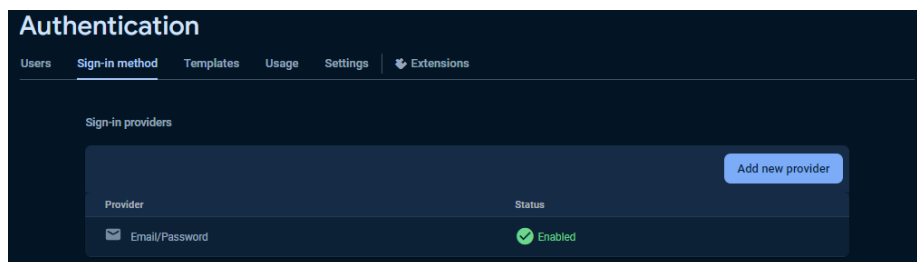 Authentication
Users Sign-in method Templates Usage Settings Extensions
Sign-in providers
Add new provider
Provider Status
Email/Password Enabled